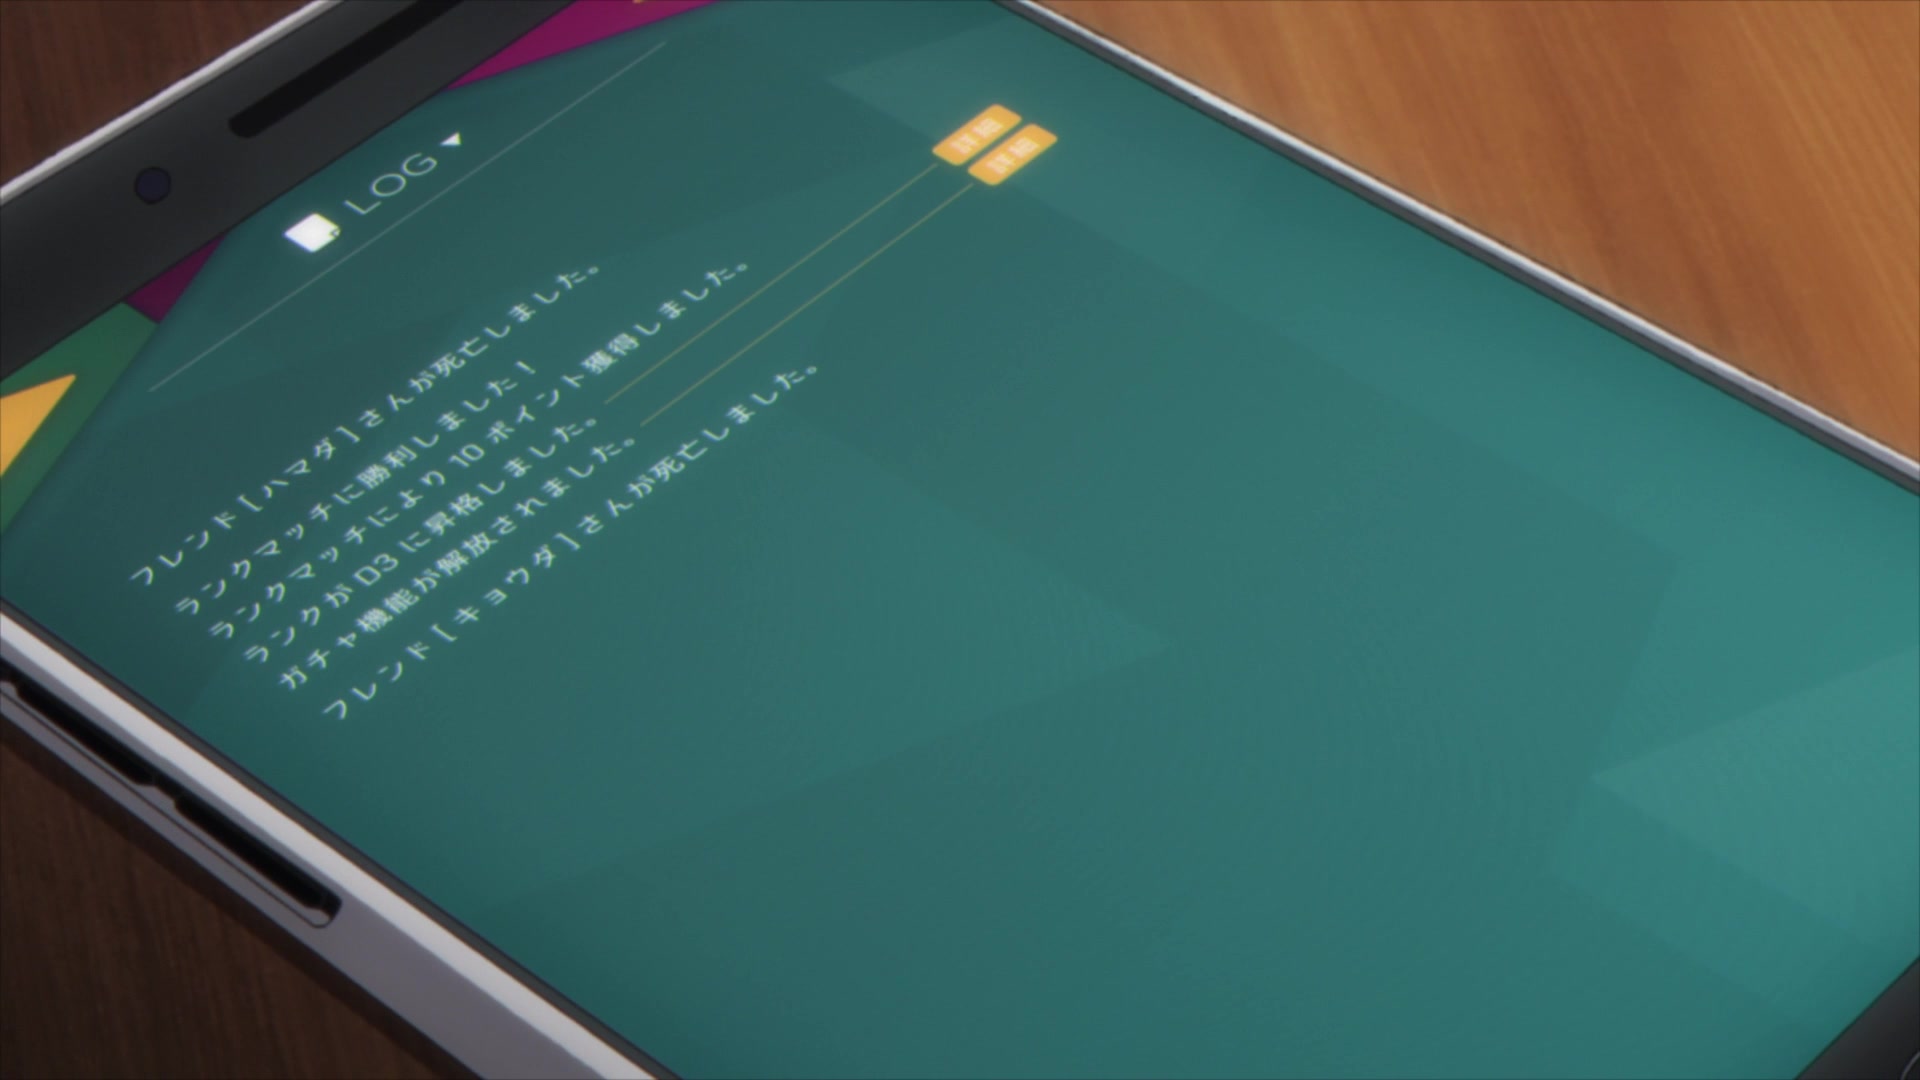 LOG▼
フレンド[ハマダ]さんが死亡しました。
ランクマッチに勝利しました！
ランクマッチにより 10 ポイント獲得しました。
ランクが D3 に昇格しました。
詳細
ガチャ機能が解放されました。
詳細
フレンド[キョウダ]さんが死亡しました。